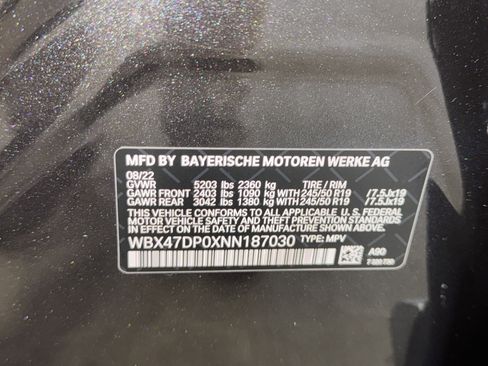 MFD BY BAYERISCHE MOTOREN WERKE AG
08/22
GVWR 5203 lbs 2360 kg TIRE / RIM
GAWR FRONT 2403 lbs 1090 kg WITH 245/50 R19 /7.5Jx19
GAWR REAR 3042 lbs 1380 kg WITH 245/50 R19 /7.5Jx19
THIS VEHICLE CONFORMS TO ALL APPLICABLE U.S. FEDERAL
MOTOR VEHICLE SAFETY, BUMPER, AND THEFT PREVENTION
STANDARDS IN EFFECT ON THE DATE OF MANUFACTURE
SHOWN ABOVE.
WBX47DP0XNN187030 TYPE: MPV
A90